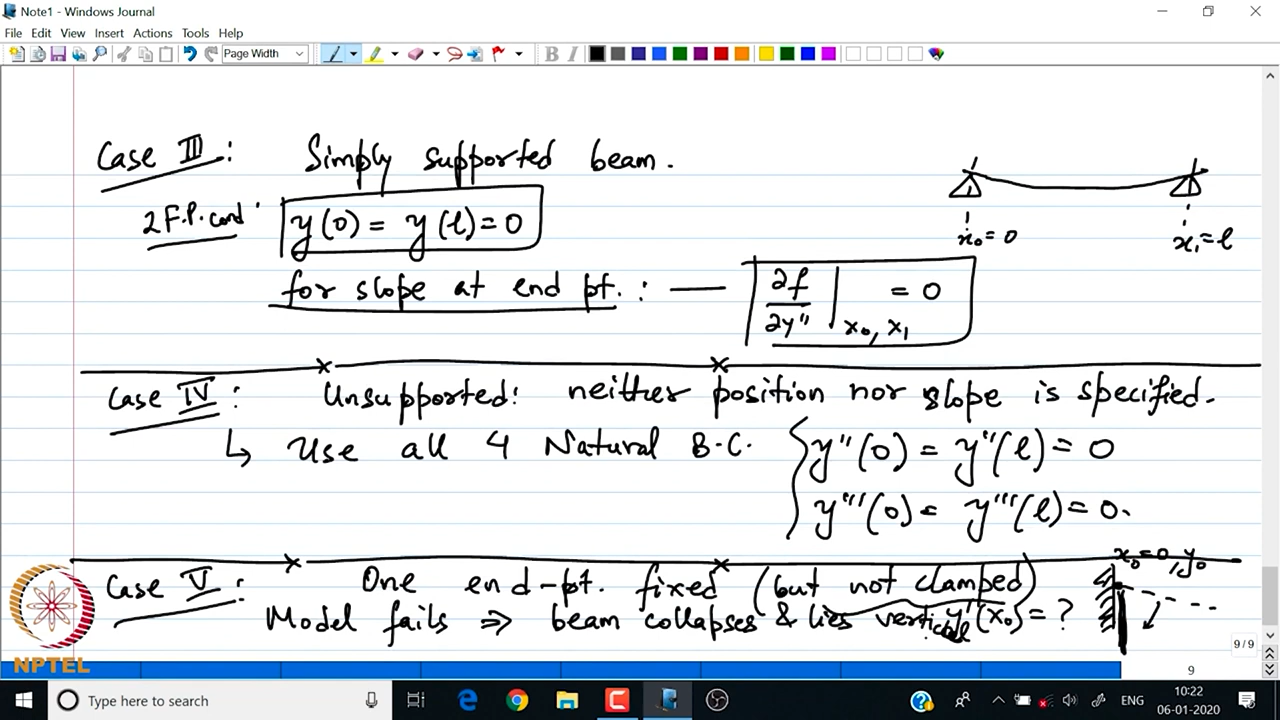 Note1 - Windows Journal
File Edit View Insert Actions Tools Help
Page Width
Case III : Simply supported beam.
2 F.P. cond' y(0) = y(l) = 0
x₀ = 0 x₁ = l
for slope at end pt. : — ∂f/∂y'' | x₀, x₁ = 0
Case IV : Unsupported: neither position nor slope is specified.
↳ Use all 4 Natural B.C. { y''(0) = y''(l) = 0
y'''(0) = y'''(l) = 0.
x₀ = 0, y₀
Case V : One end-pt. fixed (but not clamped)
Model fails ⇒ beam collapses & lies vertical y'(x₀) = ?
NPTEL
9/9
9
Type here to search
ENG
10:22
06-01-2020